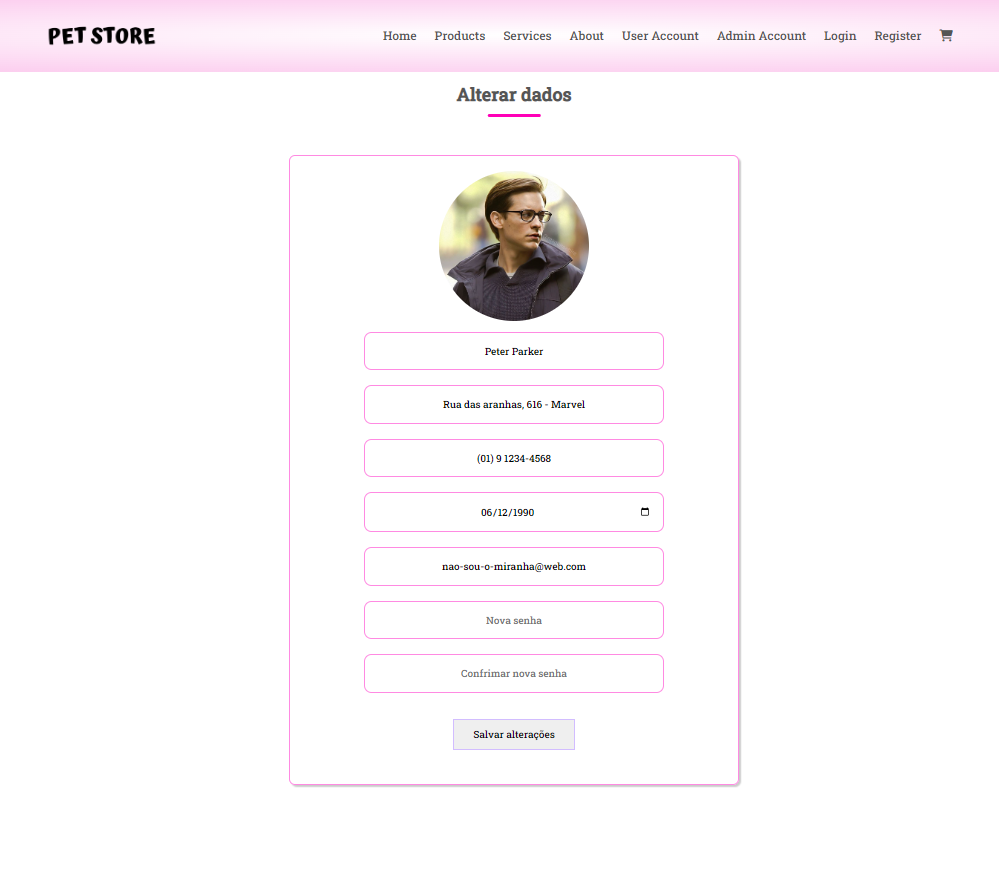 PET STORE
Home Products Services About User Account Admin Account Login Register
Alterar dados
Peter Parker
Rua das aranhas, 616 - Marvel
(01) 9 1234-4568
06/12/1990
nao-sou-o-miranha@web.com
Nova senha
Confrimar nova senha
Salvar alterações